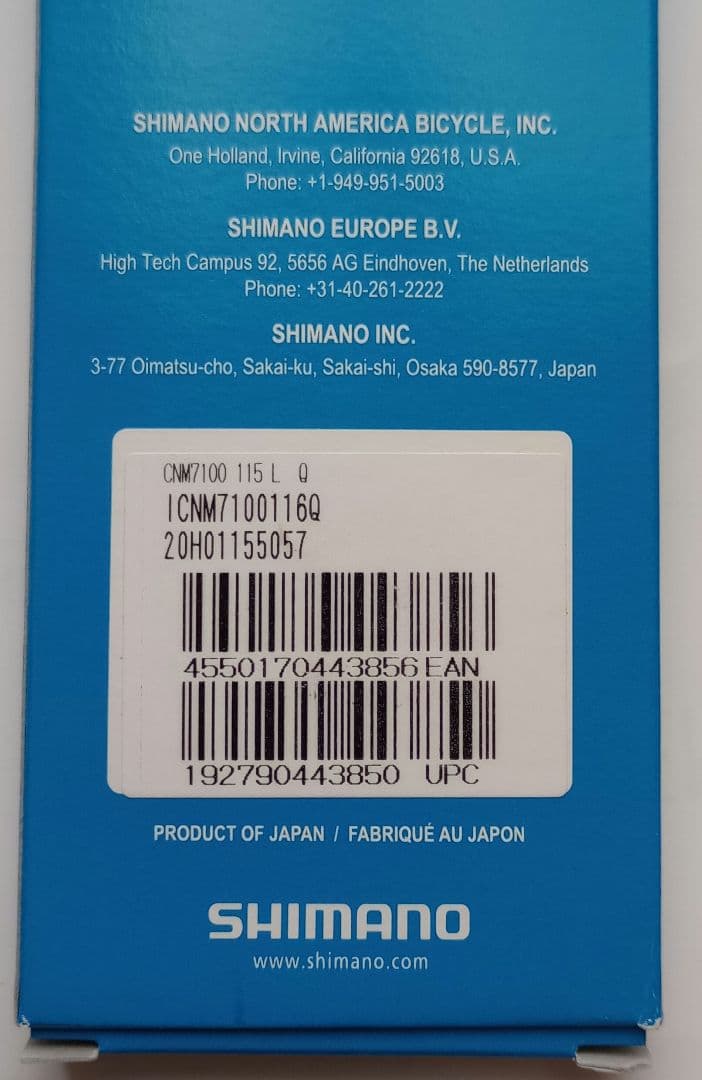 SHIMANO NORTH AMERICA BICYCLE, INC.
One Holland, Irvine, California 92618, U.S.A.
Phone: +1-949-951-5003
SHIMANO EUROPE B.V.
High Tech Campus 92, 5656 AG Eindhoven, The Netherlands
Phone: +31-40-261-2222
SHIMANO INC.
3-77 Oimatsu-cho, Sakai-ku, Sakai-shi, Osaka 590-8577, Japan
CNM7100 115 L Q
ICNM7100116Q
20H01155057
4550170443856 EAN
192790443850 UPC
PRODUCT OF JAPAN / FABRIQUÉ AU JAPON
SHIMANO
www.shimano.com